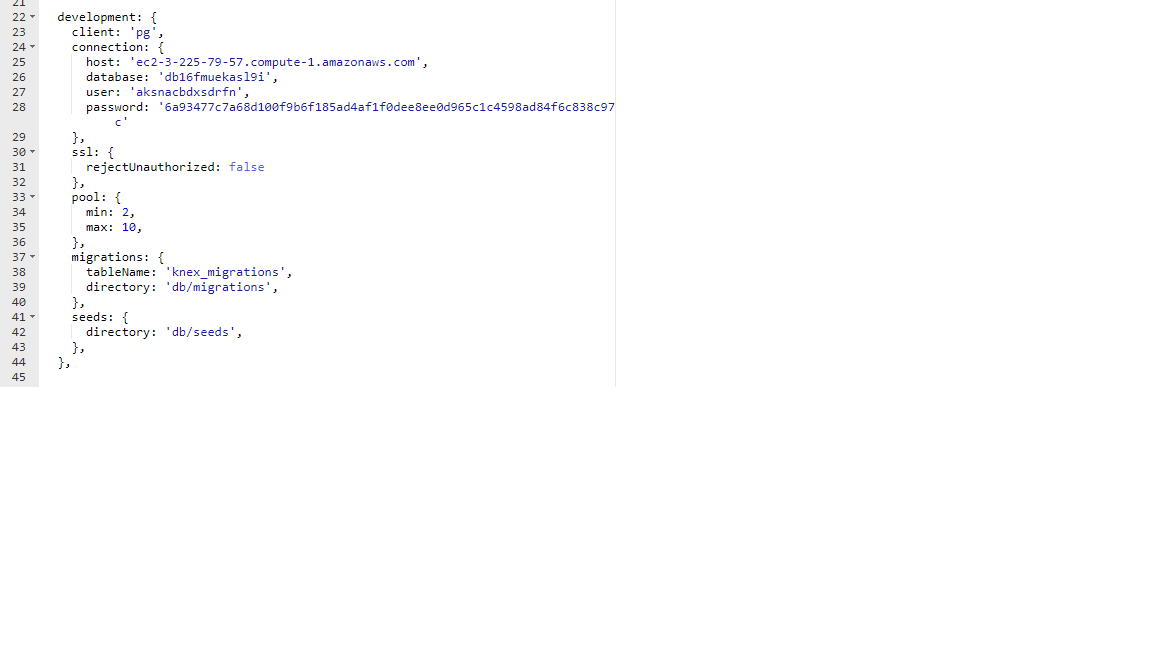 21
22 development: {
23 client: 'pg',
24 connection: {
25 host: 'ec2-3-225-79-57.compute-1.amazonaws.com',
26 database: 'db16fmuekasl9i',
27 user: 'aksnacbdxsdrfn',
28 password: '6a93477c7a68d100f9b6f185ad4af1f0dee8ee0d965c1c4598ad84f6c838c97
c'
29 },
30 ssl: {
31 rejectUnauthorized: false
32 },
33 pool: {
34 min: 2,
35 max: 10,
36 },
37 migrations: {
38 tableName: 'knex_migrations',
39 directory: 'db/migrations',
40 },
41 seeds: {
42 directory: 'db/seeds',
43 },
44 },
45